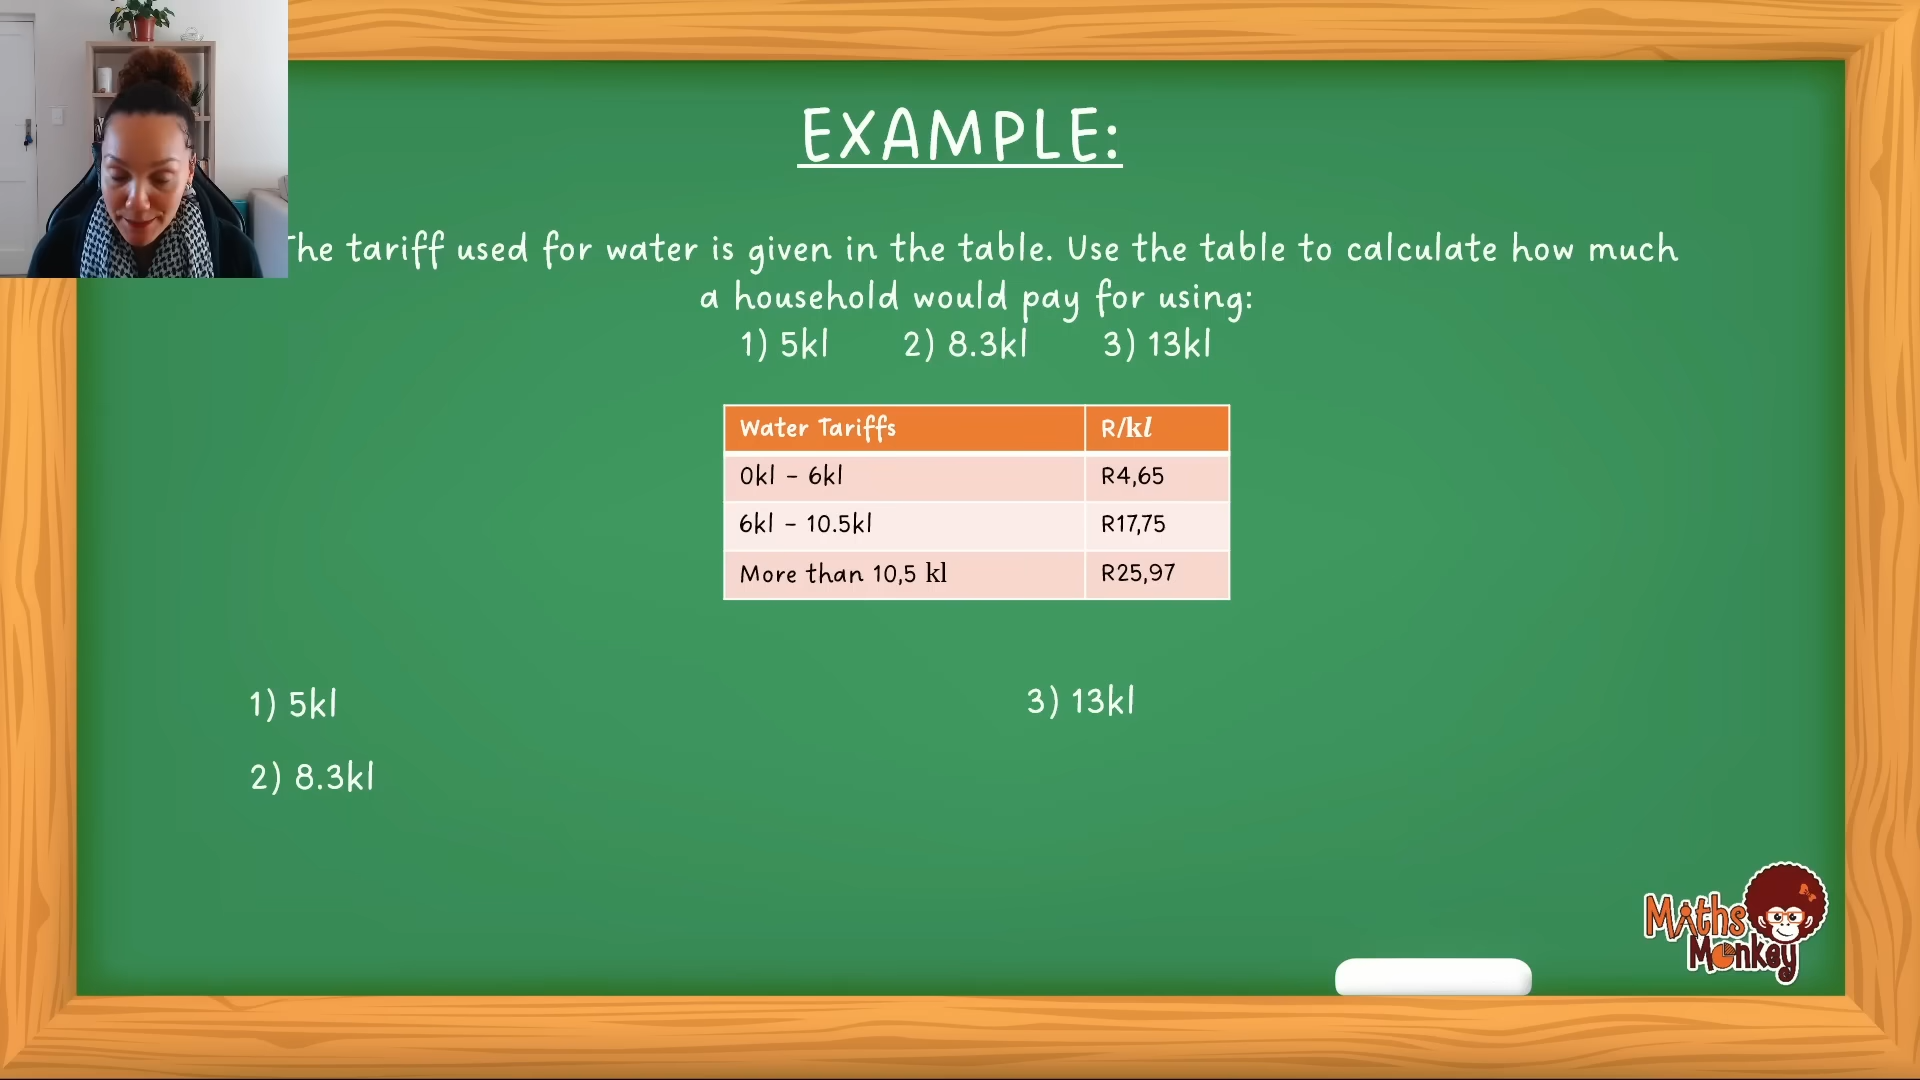 EXAMPLE:
The tariff used for water is given in the table. Use the table to calculate how much
a household would pay for using:
1) 5kl 2) 8.3kl 3) 13kl
Water Tariffs R/kl
0kl - 6kl R4,65
6kl - 10.5kl R17,75
More than 10,5 kl R25,97
1) 5kl 3) 13kl
2) 8.3kl
Maths
Monkey